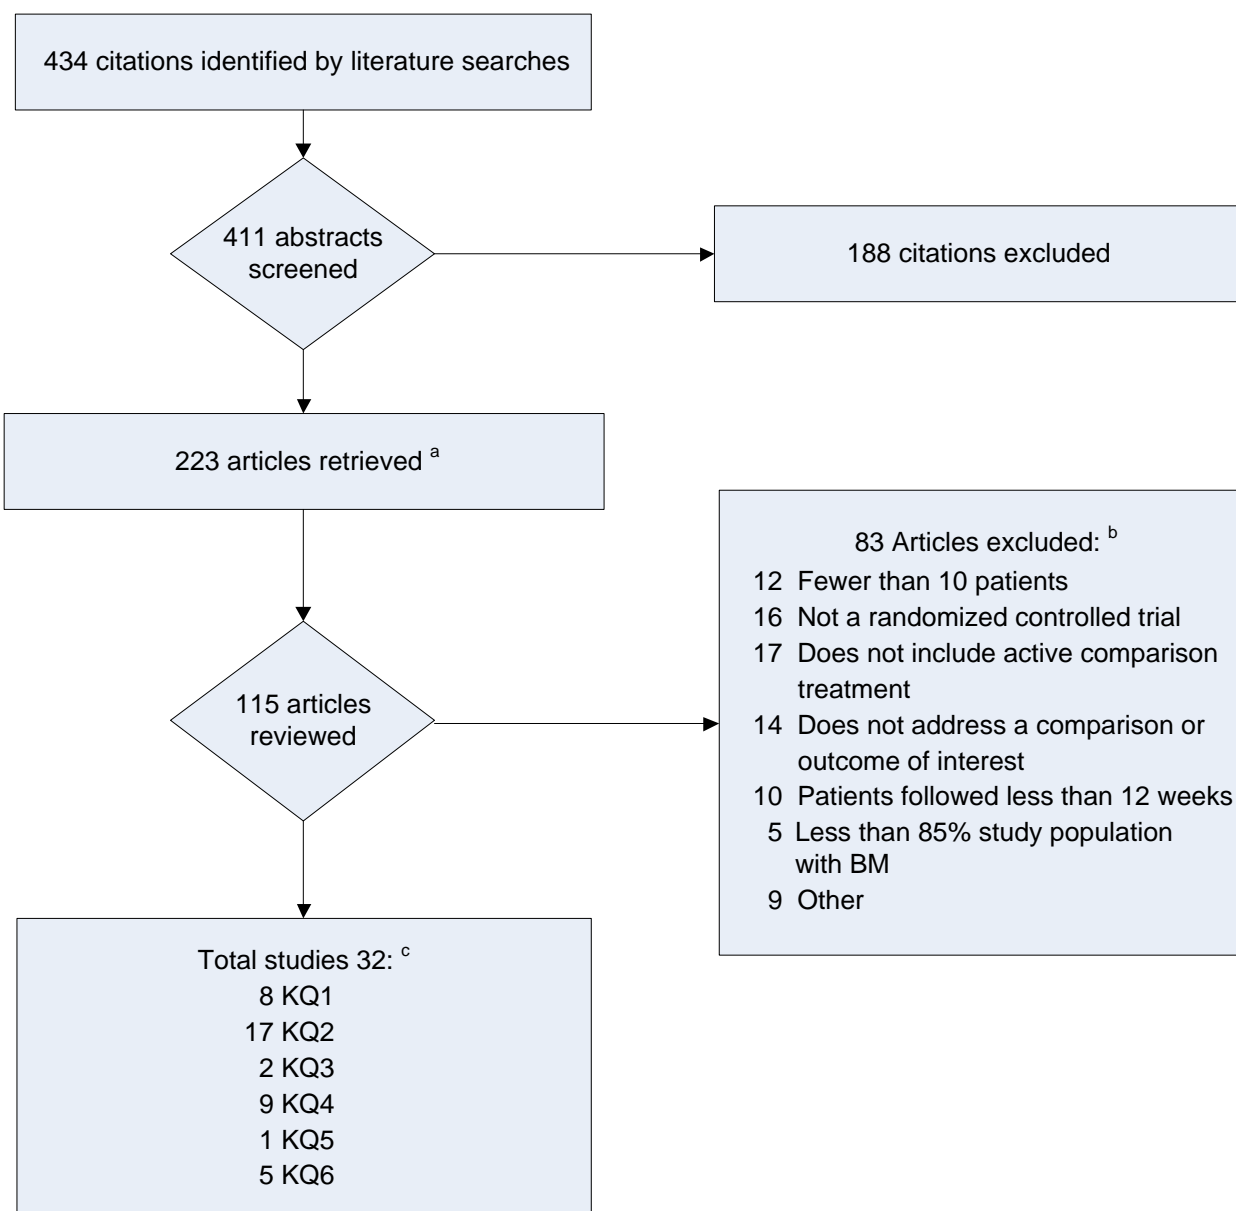 434 citations identified by literature searches
411 abstracts
screened
188 citations excluded
223 articles retrieved a
115 articles
reviewed
83 Articles excluded: b
12 Fewer than 10 patients
16 Not a randomized controlled trial
17 Does not include active comparison
treatment
14 Does not address a comparison or
outcome of interest
10 Patients followed less than 12 weeks
5 Less than 85% study population
with BM
9 Other
Total studies 32: c
8 KQ1
17 KQ2
2 KQ3
9 KQ4
1 KQ5
5 KQ6